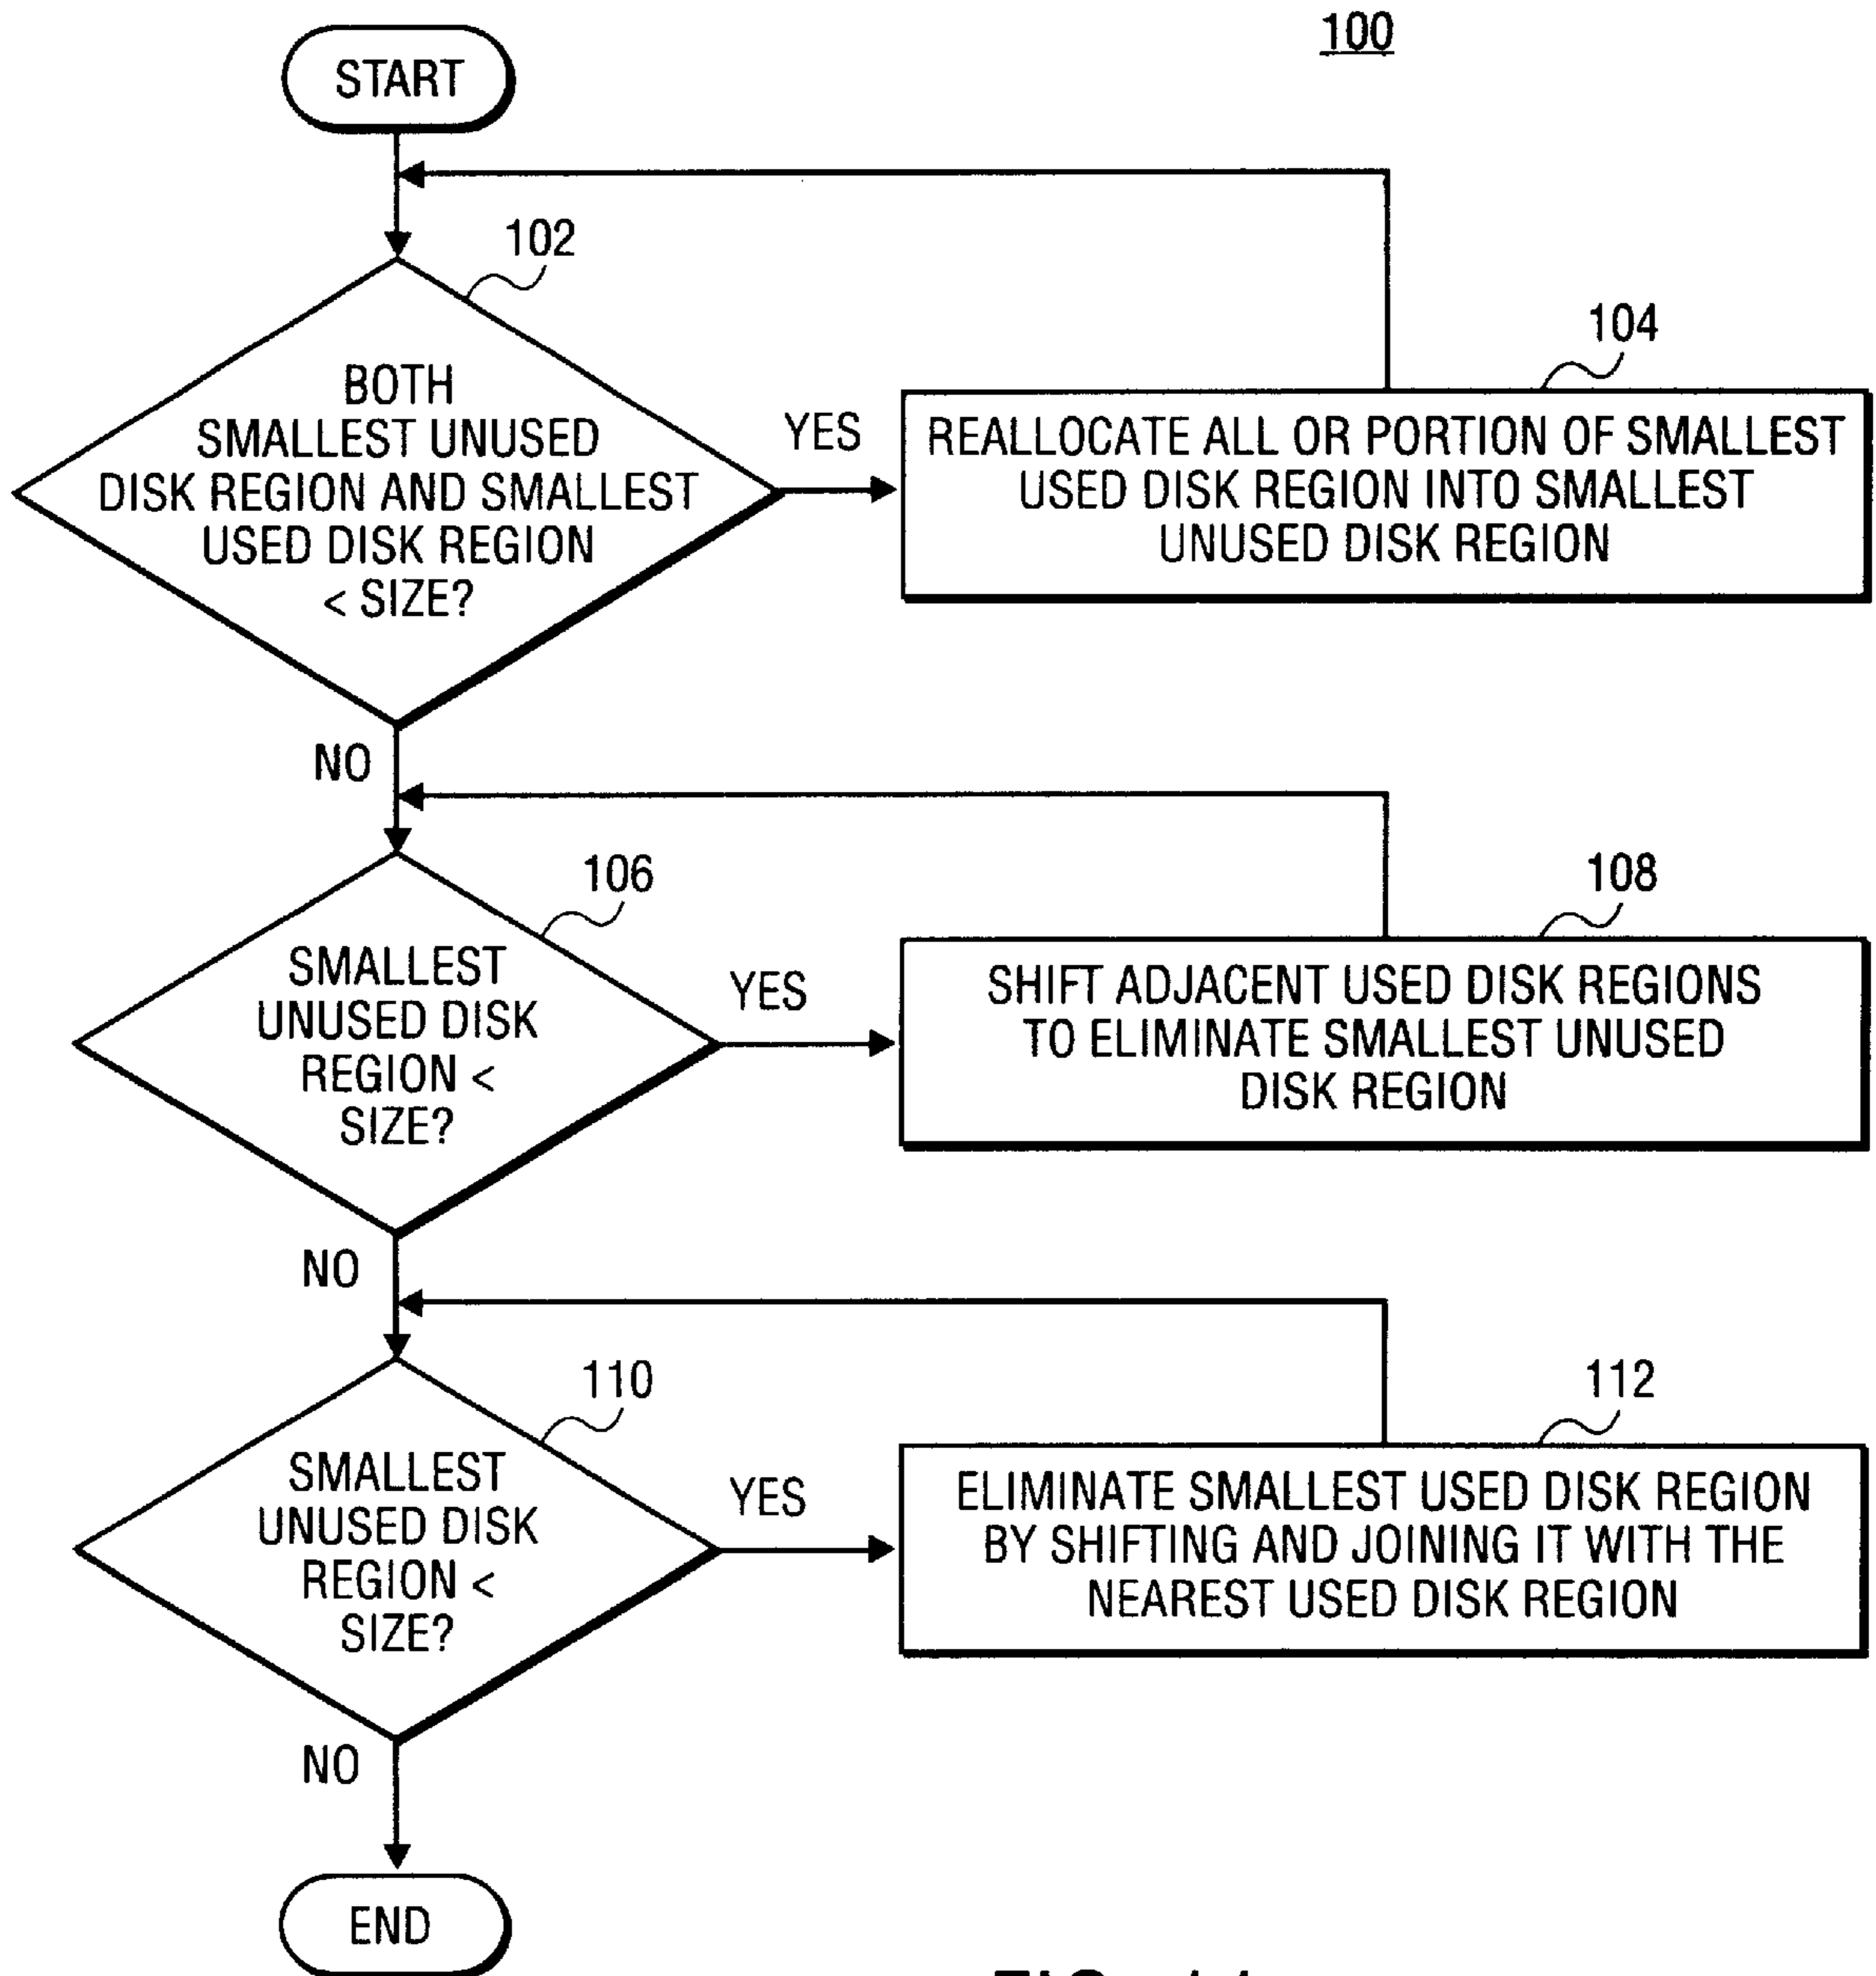 100
START
102
BOTH
SMALLEST UNUSED
DISK REGION AND SMALLEST
USED DISK REGION
< SIZE?
YES
104
REALLOCATE ALL OR PORTION OF SMALLEST
USED DISK REGION INTO SMALLEST
UNUSED DISK REGION
NO
106
SMALLEST
UNUSED DISK
REGION <
SIZE?
YES
108
SHIFT ADJACENT USED DISK REGIONS
TO ELIMINATE SMALLEST UNUSED
DISK REGION
NO
110
SMALLEST
UNUSED DISK
REGION <
SIZE?
YES
112
ELIMINATE SMALLEST USED DISK REGION
BY SHIFTING AND JOINING IT WITH THE
NEAREST USED DISK REGION
NO
END